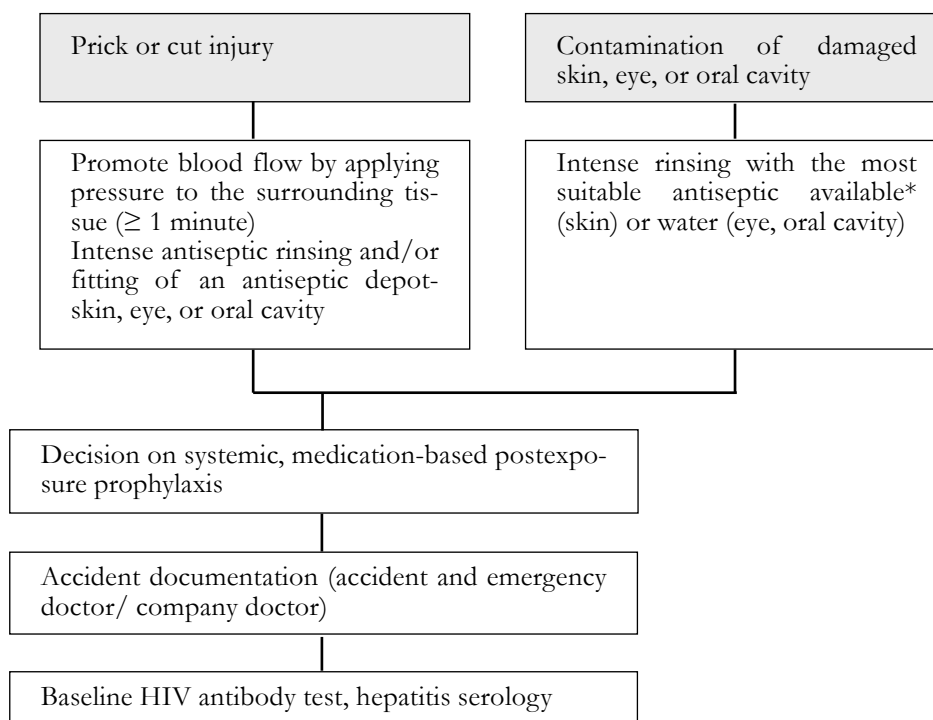 Prick or cut injury
Contamination of damaged
skin, eye, or oral cavity
Promote blood flow by applying
pressure to the surrounding tis-
sue (≥ 1 minute)
Intense antiseptic rinsing and/or
fitting of an antiseptic depot-
skin, eye, or oral cavity
Intense rinsing with the most
suitable antiseptic available*
(skin) or water (eye, oral cavity)
Decision on systemic, medication-based postexpo-
sure prophylaxis
Accident documentation (accident and emergency
doctor/ company doctor)
Baseline HIV antibody test, hepatitis serology